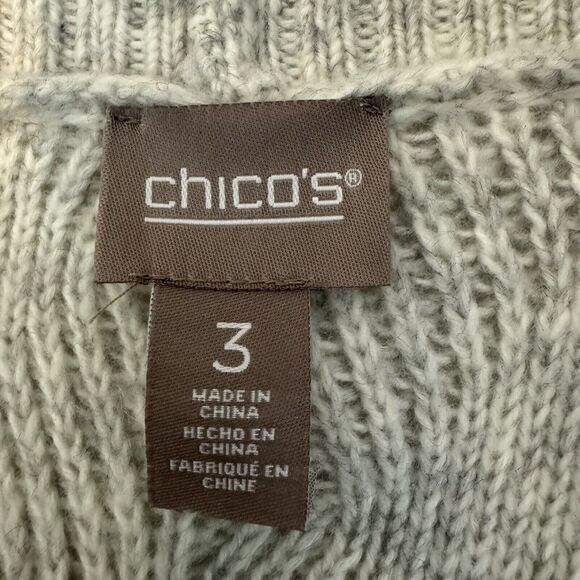 chico's®
3
MADE IN
CHINA
HECHO EN
CHINA
FABRIQUÉ EN
CHINE